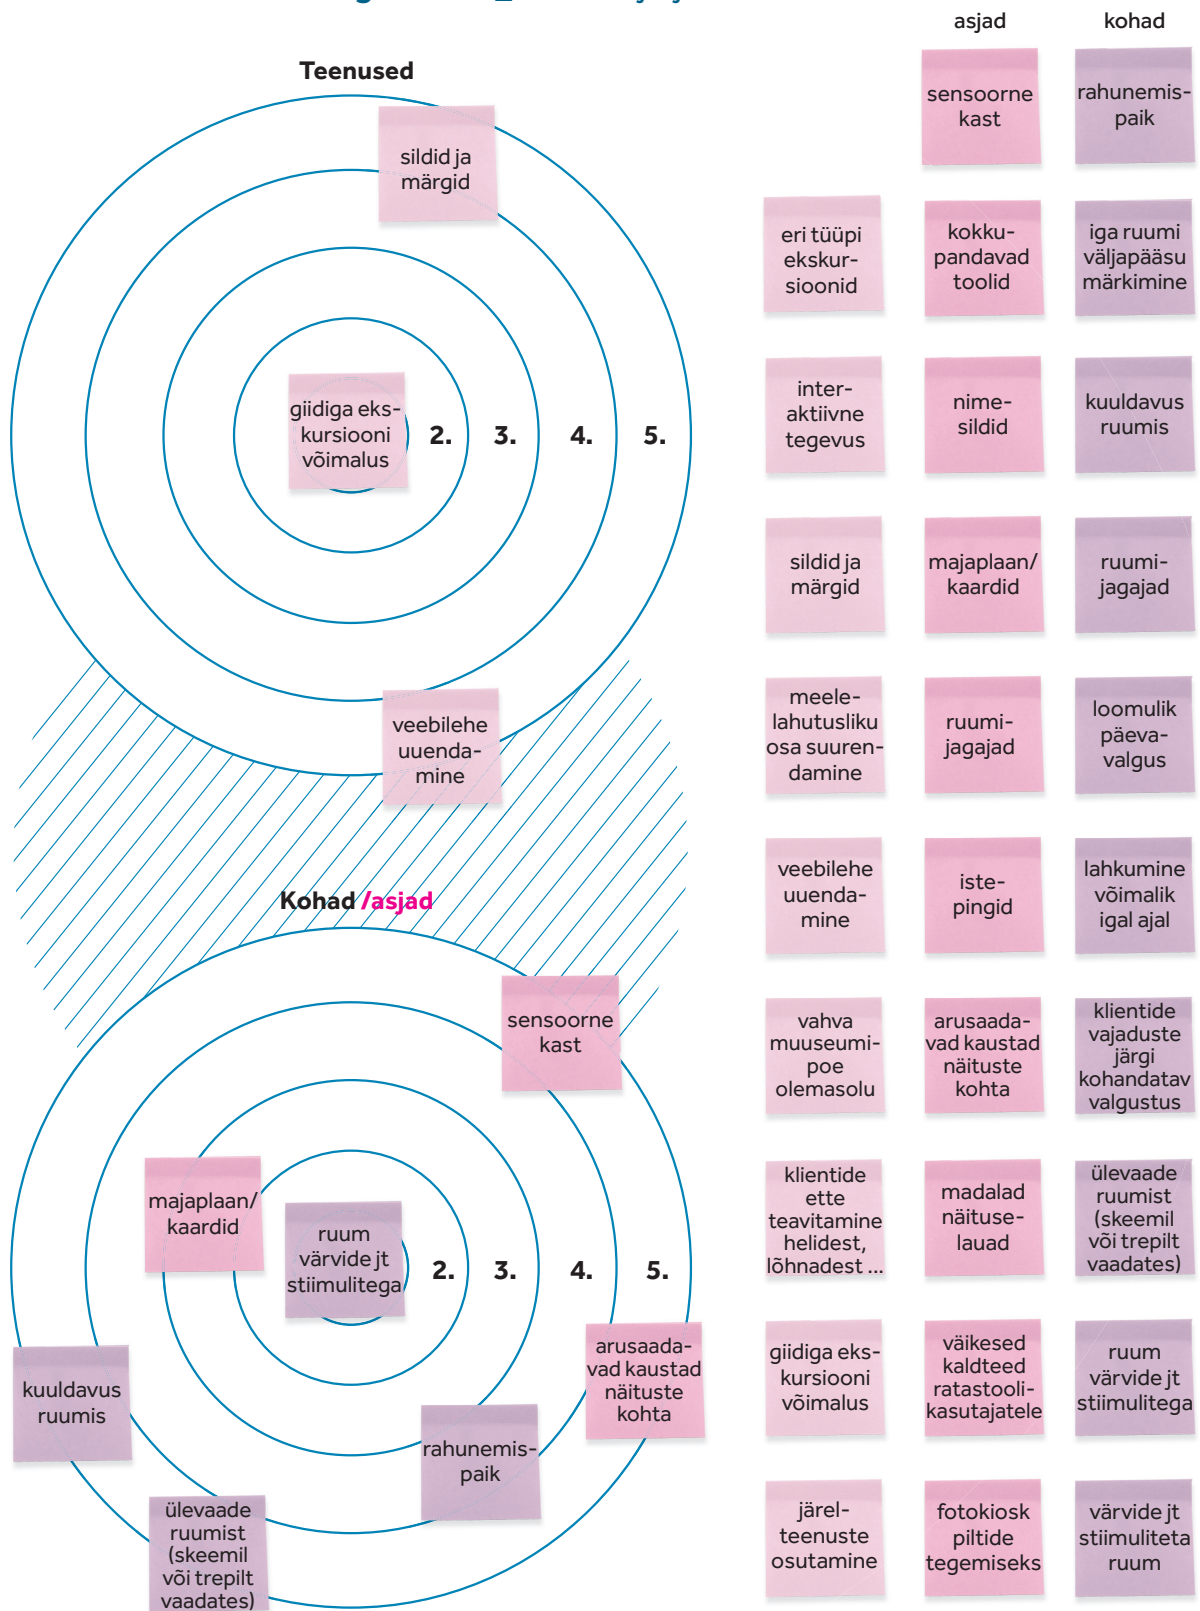 asjad
kohad
Teenused
sildid ja
märgid
giidiga eks-
kursiooni
võimalus
2.
3.
4.
5.
veebilehe
uuenda-
mine
Kohad /asjad
sensoorne
kast
majaplaan/
kaardid
ruum
värvide jt
stiimulitega
2.
3.
4.
5.
arusaada-
vad kaustad
näituste
kohta
kuuldavus
ruumis
rahunemis-
paik
ülevaade
ruumist
(skeemil
või trepilt
vaadates)
sensoorne
kast
rahunemis-
paik
eri tüüpi
ekskur-
sioonid
kokku-
pandavad
toolid
iga ruumi
väljapääsu
märkimine
inter-
aktiivne
tegevus
nime-
sildid
kuuldavus
ruumis
sildid ja
märgid
majaplaan/
kaardid
ruumi-
jagajad
meele-
lahutusliku
osa suuren-
damine
ruumi-
jagajad
loomulik
päeva-
valgus
veebilehe
uuenda-
mine
iste-
pingid
lahkumine
võimalik
igal ajal
vahva
muuseumi-
poe
olemasolu
arusaada-
vad kaustad
näituste
kohta
klientide
vajaduste
järgi
kohandatav
valgustus
klientide
ette
teavitamine
helidest,
lõhnadest ...
madalad
näituse-
lauad
ülevaade
ruumist
(skeemil
või trepilt
vaadates)
giidiga eks-
kursiooni
võimalus
väikesed
kaldteed
ratastooli-
kasutajatele
ruum
värvide jt
stiimulitega
järel-
teenuste
osutamine
fotokiosk
piltide
tegemiseks
värvide jt
stiimuliteta
ruum